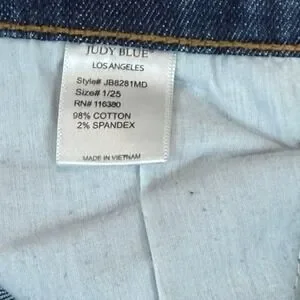 JUDY BLUE
LOS ANGELES
Style# JB8281MD
Size# 1/25
RN# 116380
98% COTTON
2% SPANDEX
MADE IN VIETNAM